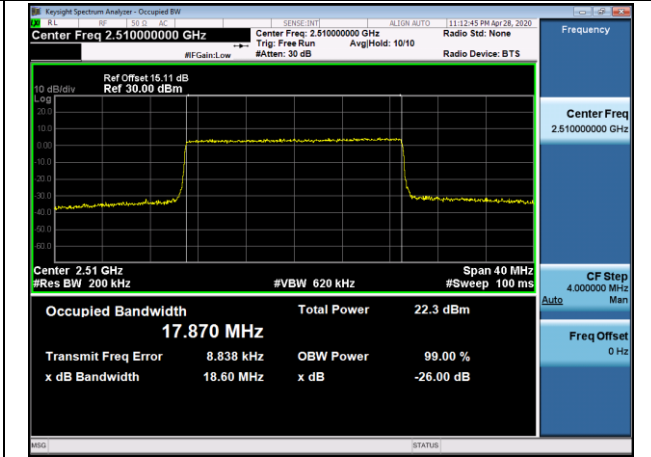 Keysight Spectrum Analyzer - Occupied BW
RL RF 50 Ω AC SENSE:INT ALIGN AUTO 11:12:45 PM Apr 28, 2020
Center Freq 2.510000000 GHz Center Freq: 2.510000000 GHz Radio Std: None
Trig: Free Run Avg|Hold: 10/10
#IFGain:Low #Atten: 30 dB Radio Device: BTS
Frequency
Ref Offset 15.11 dB
10 dB/div Ref 30.00 dBm
Log
20.0
10.0
0.00
-10.0
-20.0
-30.0
-40.0
-50.0
-60.0
Center Freq
2.510000000 GHz
Center 2.51 GHz Span 40 MHz
#Res BW 200 kHz #VBW 620 kHz #Sweep 100 ms
CF Step
4.000000 MHz
Auto Man
Occupied Bandwidth Total Power 22.3 dBm
17.870 MHz
Transmit Freq Error 8.838 kHz OBW Power 99.00 %
x dB Bandwidth 18.60 MHz x dB -26.00 dB
Freq Offset
0 Hz
MSG STATUS